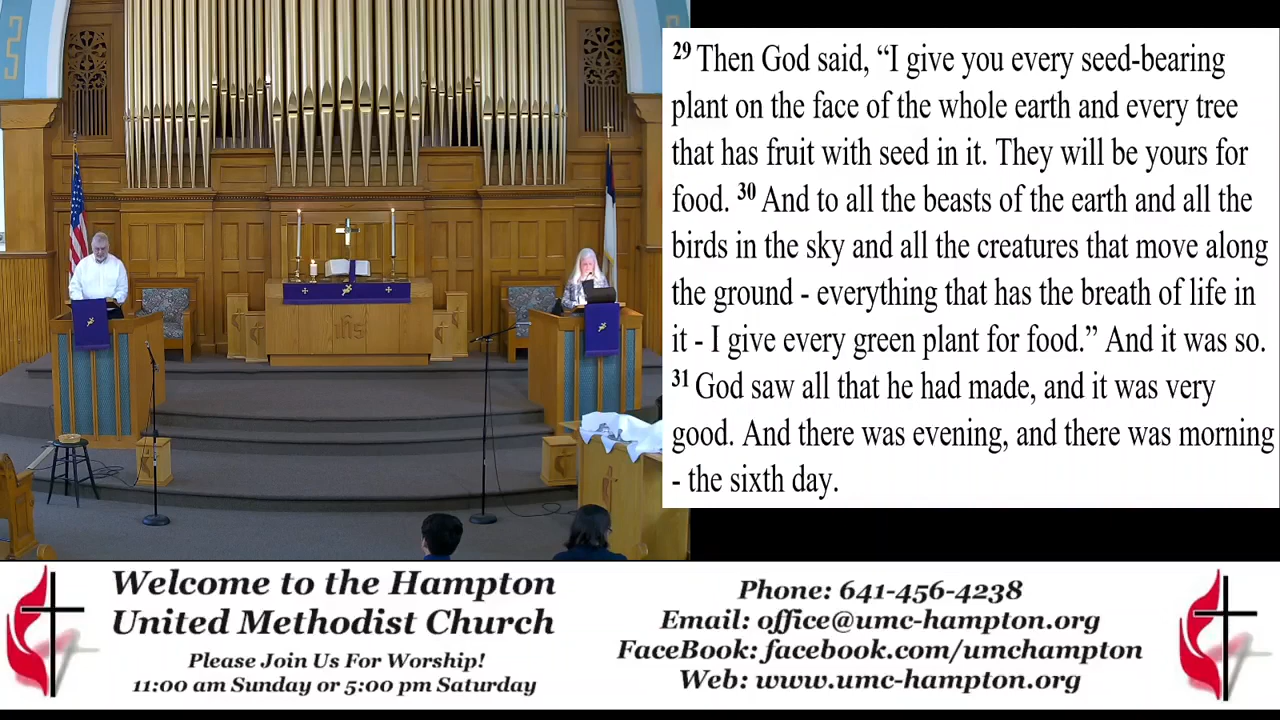 29 Then God said, “I give you every seed-bearing
plant on the face of the whole earth and every tree
that has fruit with seed in it. They will be yours for
food. 30 And to all the beasts of the earth and all the
birds in the sky and all the creatures that move along
the ground - everything that has the breath of life in
it - I give every green plant for food.” And it was so.
31 God saw all that he had made, and it was very
good. And there was evening, and there was morning
- the sixth day.
ihs
Welcome to the Hampton
United Methodist Church
Please Join Us For Worship!
11:00 am Sunday or 5:00 pm Saturday
Phone: 641-456-4238
Email: office@umc-hampton.org
FaceBook: facebook.com/umchampton
Web: www.umc-hampton.org